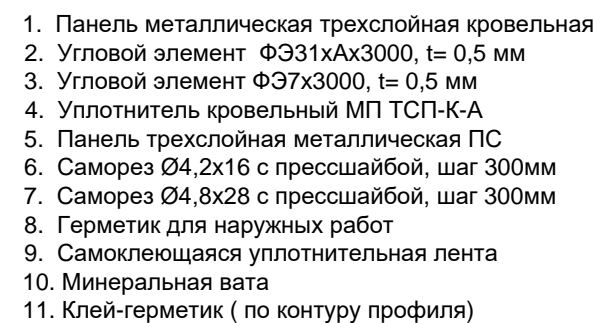 1. Панель металлическая трехслойная кровельная
2. Угловой элемент ФЭ31хАх3000, t= 0,5 мм
3. Угловой элемент ФЭ7х3000, t= 0,5 мм
4. Уплотнитель кровельный МП ТСП-К-А
5. Панель трехслойная металлическая ПС
6. Саморез Ø4,2х16 с прессшайбой, шаг 300мм
7. Саморез Ø4,8х28 с прессшайбой, шаг 300мм
8. Герметик для наружных работ
9. Самоклеющаяся уплотнительная лента
10. Минеральная вата
11. Клей-герметик ( по контуру профиля)